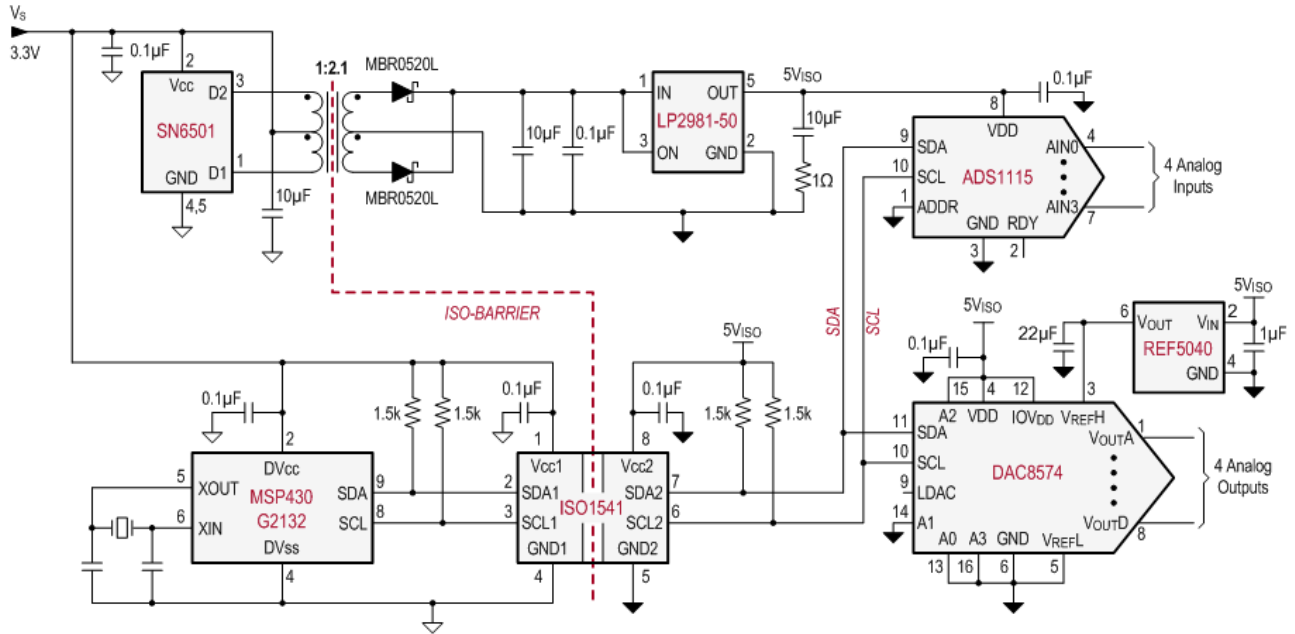 VS
3.3V
0.1µF
2
Vcc
D2
3
SN6501
GND
D1
1
4,5
10µF
1:2.1
MBR0520L
MBR0520L
10µF
0.1µF
1
IN
OUT
5
LP2981-50
3
ON
GND
2
5VISO
10µF
1Ω
0.1µF
8
VDD
9
SDA
AIN0
4
10
SCL
ADS1115
1
ADDR
AIN3
7
GND
RDY
3
2
4 Analog
Inputs
ISO-BARRIER
SDA
SCL
0.1µF
1.5k
1.5k
2
DVcc
5
XOUT
MSP430
G2132
SDA
9
6
XIN
SCL
8
DVss
4
0.1µF
1
Vcc1
2
SDA1
3
SCL1
GND1
4
ISO1541
5VISO
0.1µF
1.5k
1.5k
8
Vcc2
SDA2
7
SCL2
6
GND2
5
5VISO
0.1µF
22µF
6
VOUT
VIN
2
REF5040
GND
4
5VISO
1µF
15
4
12
3
A2
VDD
IOVDD
VREFH
11
SDA
VOUTA
1
10
SCL
DAC8574
9
LDAC
14
A1
VOUTD
8
A0
A3
GND
VREFL
13
16
6
5
4 Analog
Outputs